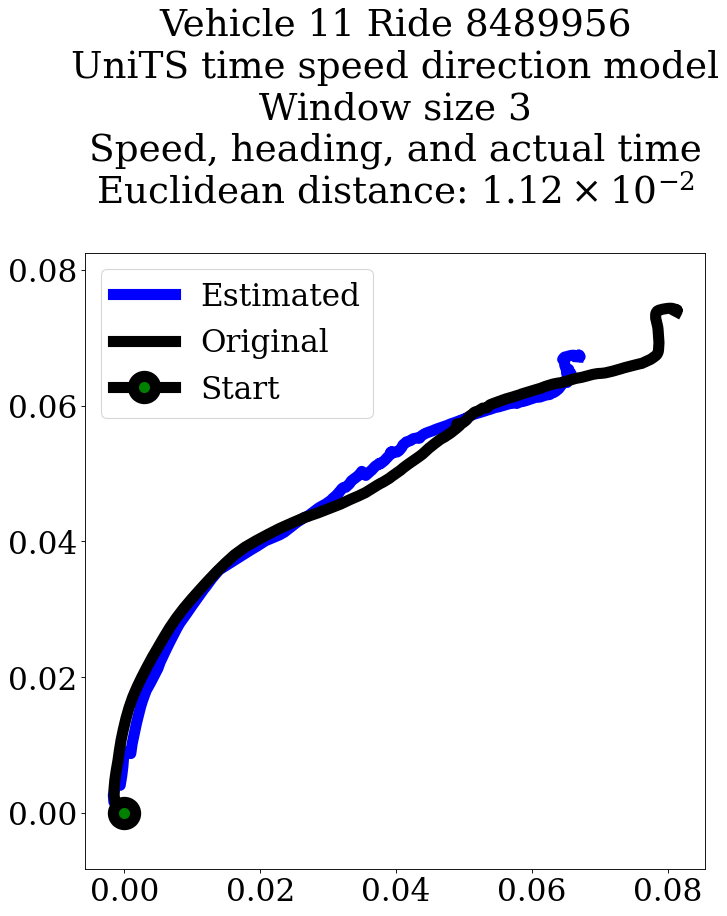 Vehicle 11 Ride 8489956
UniTS time speed direction model
Window size 3
Speed, heading, and actual time
Euclidean distance: 1.12 × 10⁻²
0.08
0.06
0.04
0.02
0.00
Estimated
Original
Start
0.00 0.02 0.04 0.06 0.08